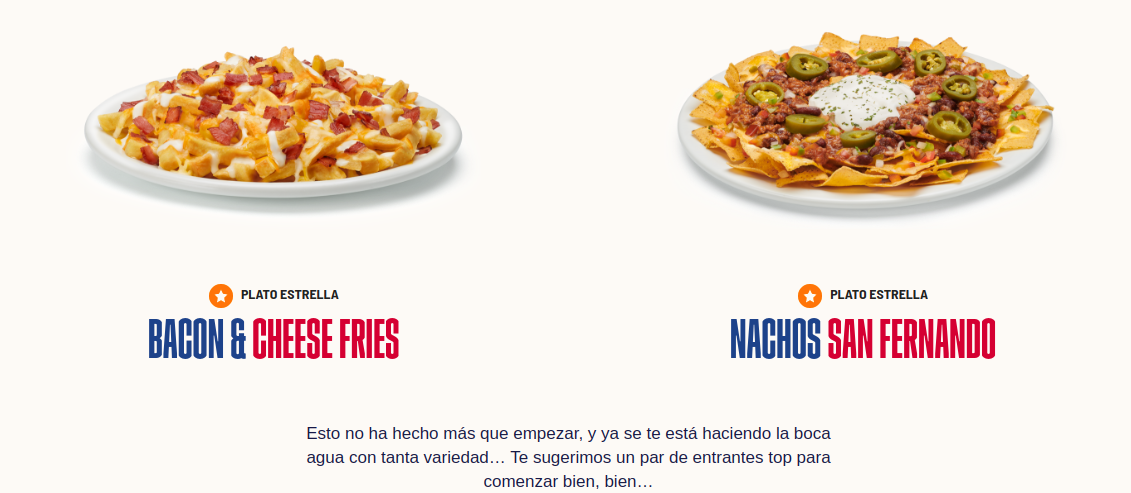 PLATO ESTRELLA
BACON & CHEESE FRIES
PLATO ESTRELLA
NACHOS SAN FERNANDO
Esto no ha hecho más que empezar, y ya se te está haciendo la boca
agua con tanta variedad… Te sugerimos un par de entrantes top para
comenzar bien, bien…